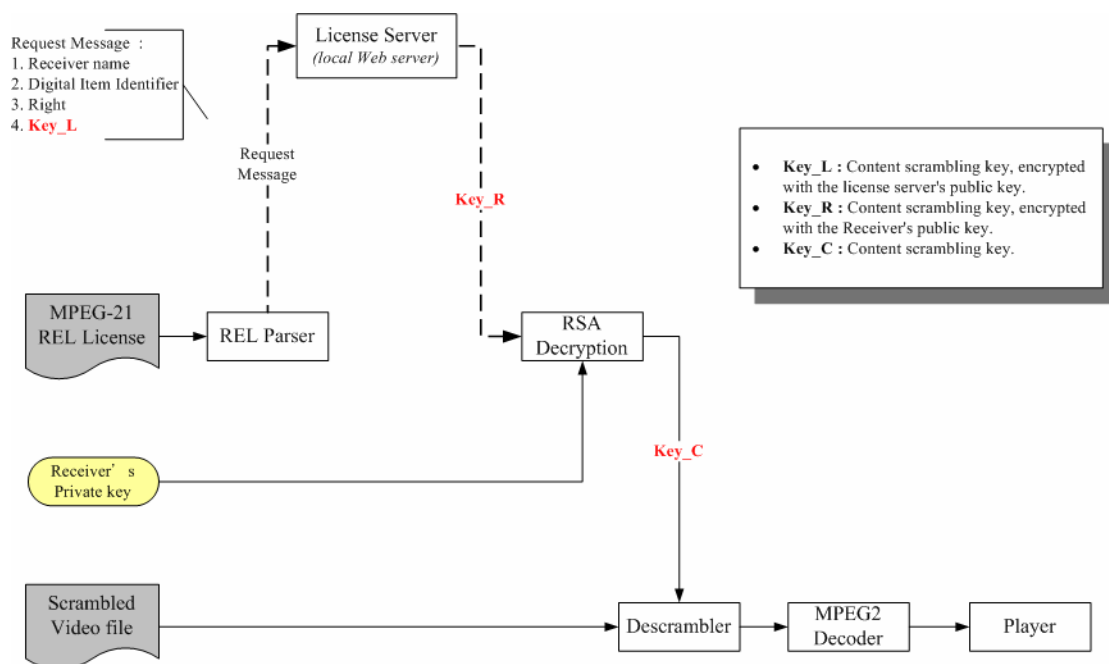 Request Message :
1. Receiver name
2. Digital Item Identifier
3. Right
4. Key_L
License Server
(local Web server)
Request
Message
Key_R
• Key_L : Content scrambling key, encrypted
with the license server's public key.
• Key_R : Content scrambling key, encrypted
with the Receiver's public key.
• Key_C : Content scrambling key.
MPEG-21
REL License
REL Parser
RSA
Decryption
Key_C
Receiver’ s
Private key
Scrambled
Video file
Descrambler
MPEG2
Decoder
Player